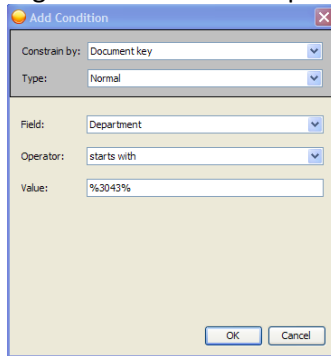 Add Condition
Constrain by: Document key
Type: Normal
Field: Department
Operator: starts with
Value: %3043%
OK Cancel